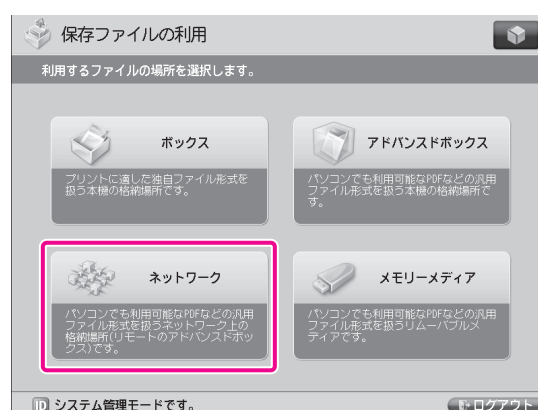 保存ファイルの利用
利用するファイルの場所を選択します。
ボックス
プリントに適した独自ファイル形式を
扱う本機の格納場所です。
アドバンスドボックス
パソコンでも利用可能なPDFなどの汎用
ファイル形式を扱う本機の格納場所で
す。
ネットワーク
パソコンでも利用可能なPDFなどの汎用
ファイル形式を扱うネットワーク上の
格納場所(リモートのアドバンスドボッ
クス)です。
メモリーメディア
パソコンでも利用可能なPDFなどの汎用
ファイル形式を扱うリムーバブルメ
ディアです。
ID システム管理モードです。
ログアウト